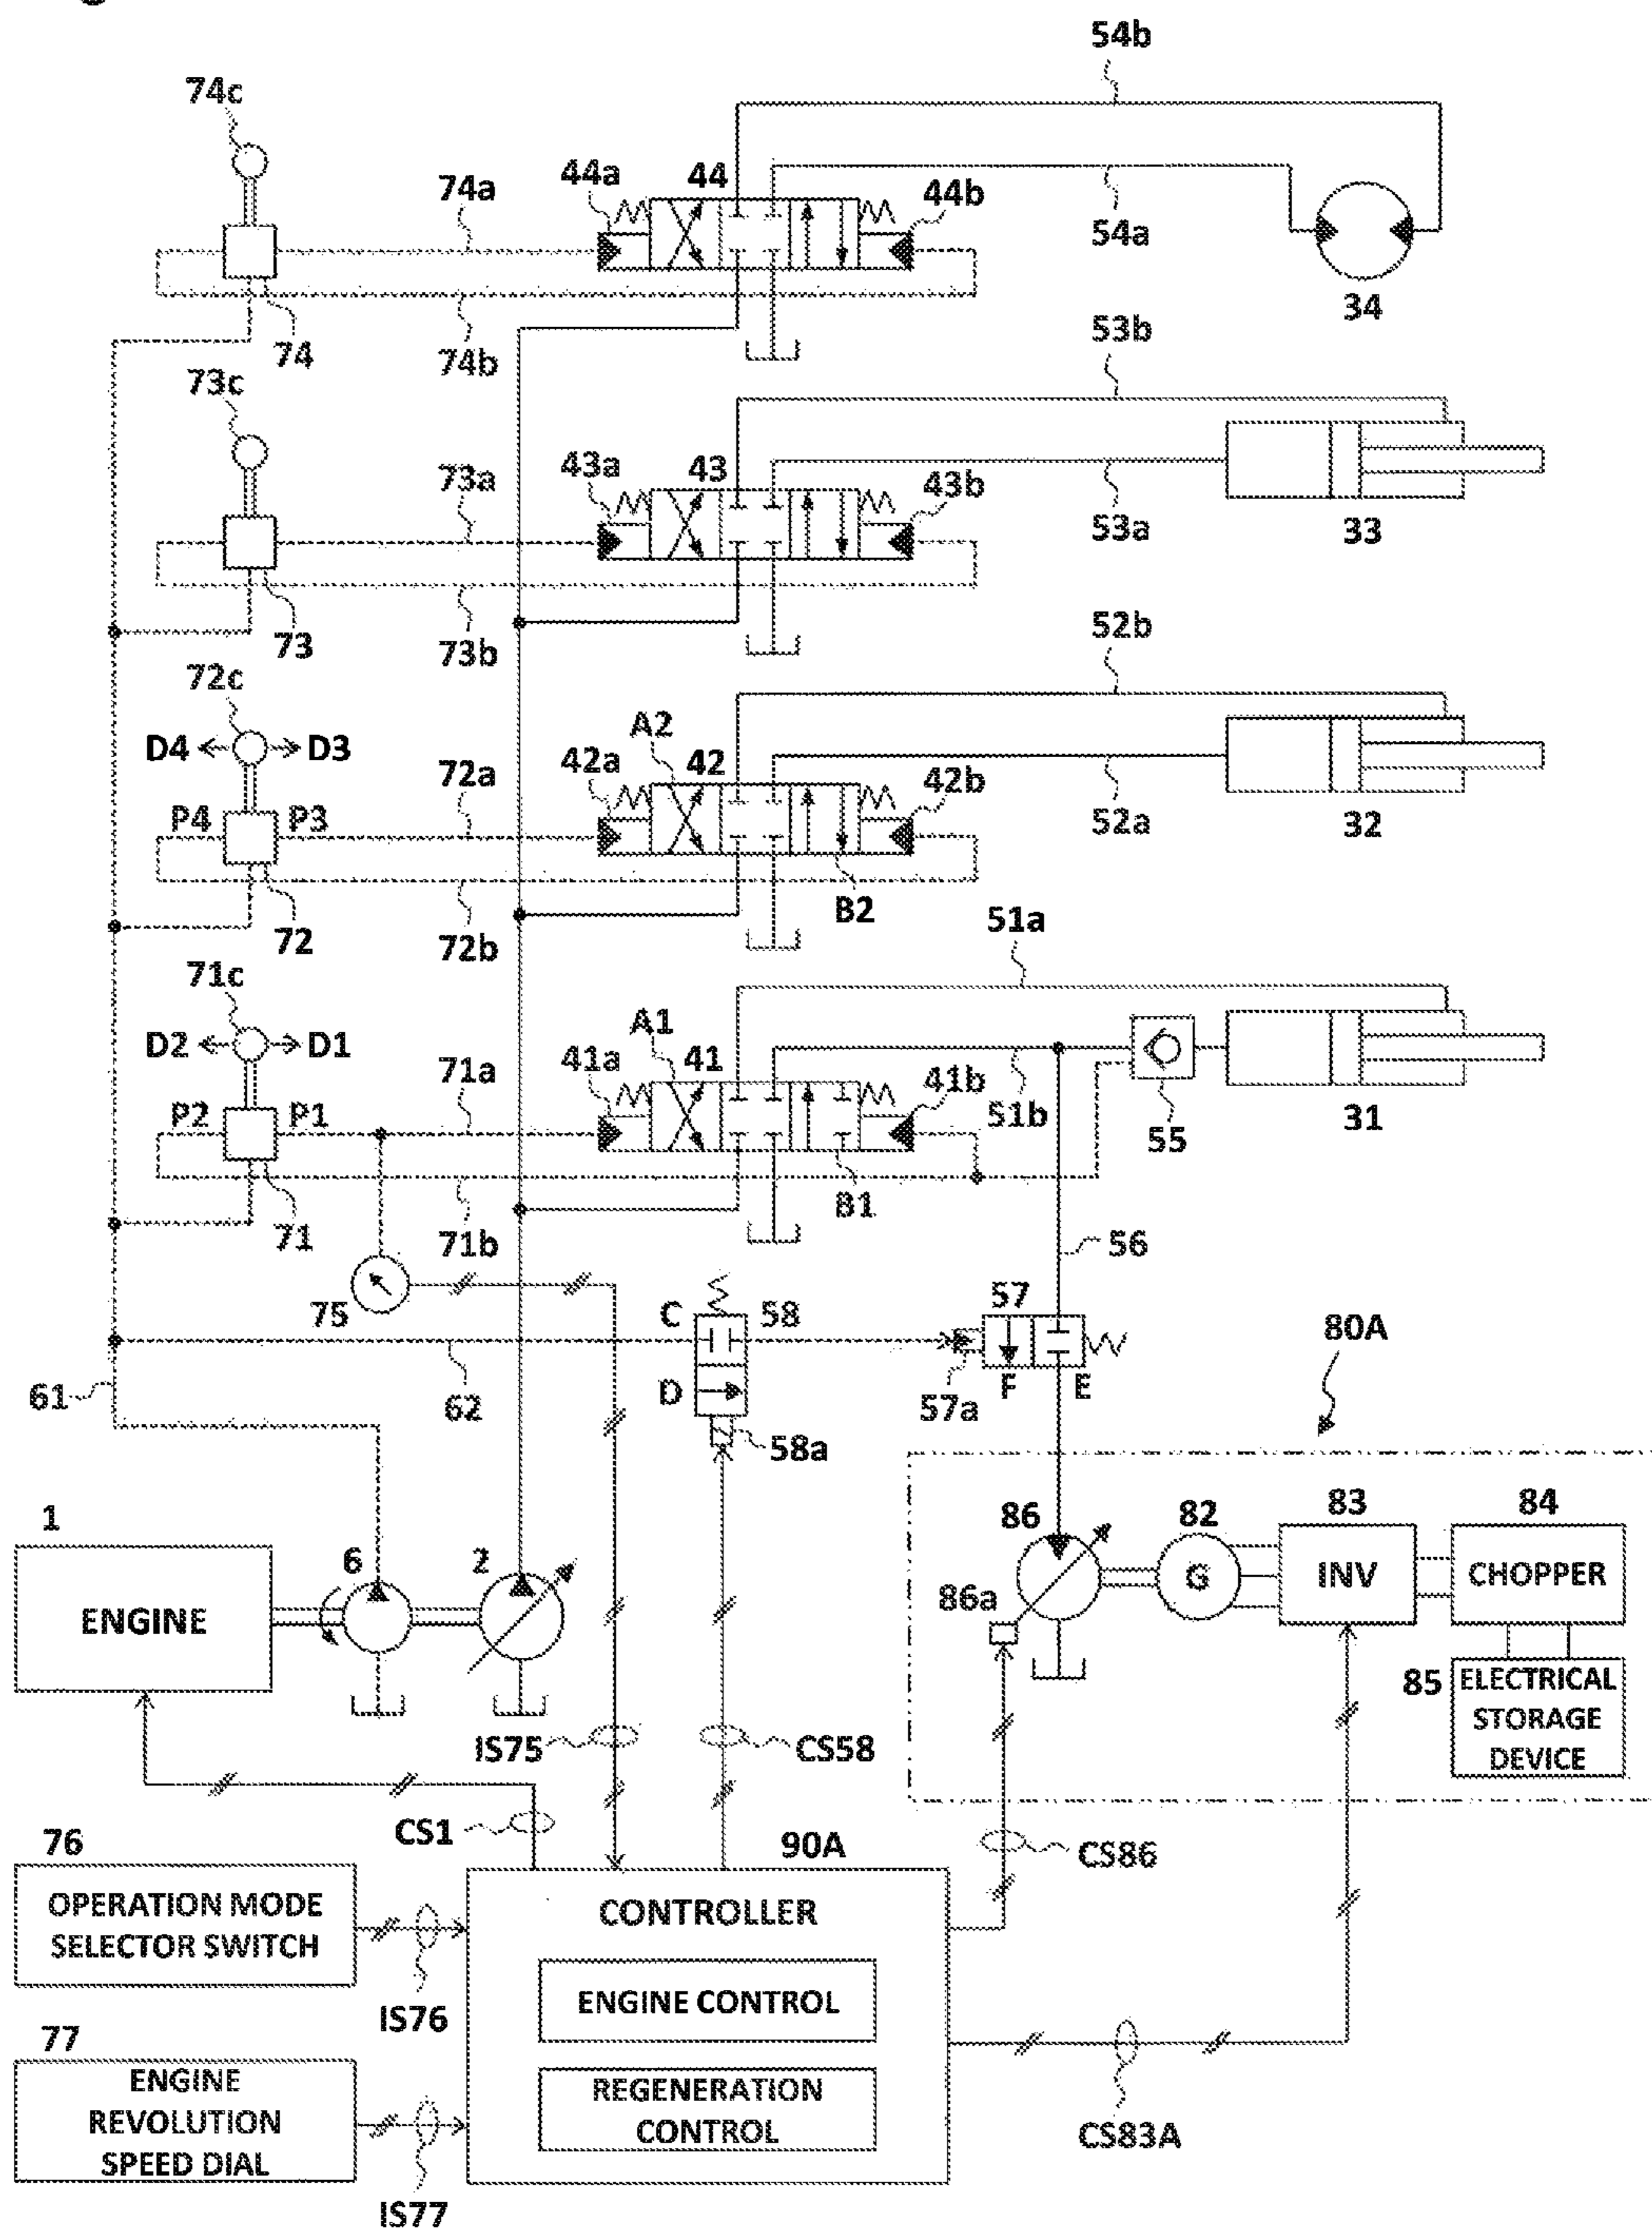 54b
74c
74a
44a
44
44b
54a
34
74
74b
53b
73c
73a
43a
43
43b
53a
33
73
73b
52b
72c
A2
D4
D3
72a
42a
42
42b
52a
32
P4
P3
B2
72
72b
51a
71c
A1
D2
D1
71a
41a
41
41b
51b
55
31
P2
P1
B1
71
71b
56
75
C
58
57
80A
61
62
D
57a
F
E
58a
1
6
2
86
82
83
84
ENGINE
86a
G
INV
CHOPPER
85
ELECTRICAL
STORAGE
DEVICE
IS75
CS58
CS1
76
90A
CS86
OPERATION MODE
SELECTOR SWITCH
CONTROLLER
IS76
ENGINE CONTROL
77
ENGINE
REVOLUTION
SPEED DIAL
REGENERATION
CONTROL
CS83A
IS77